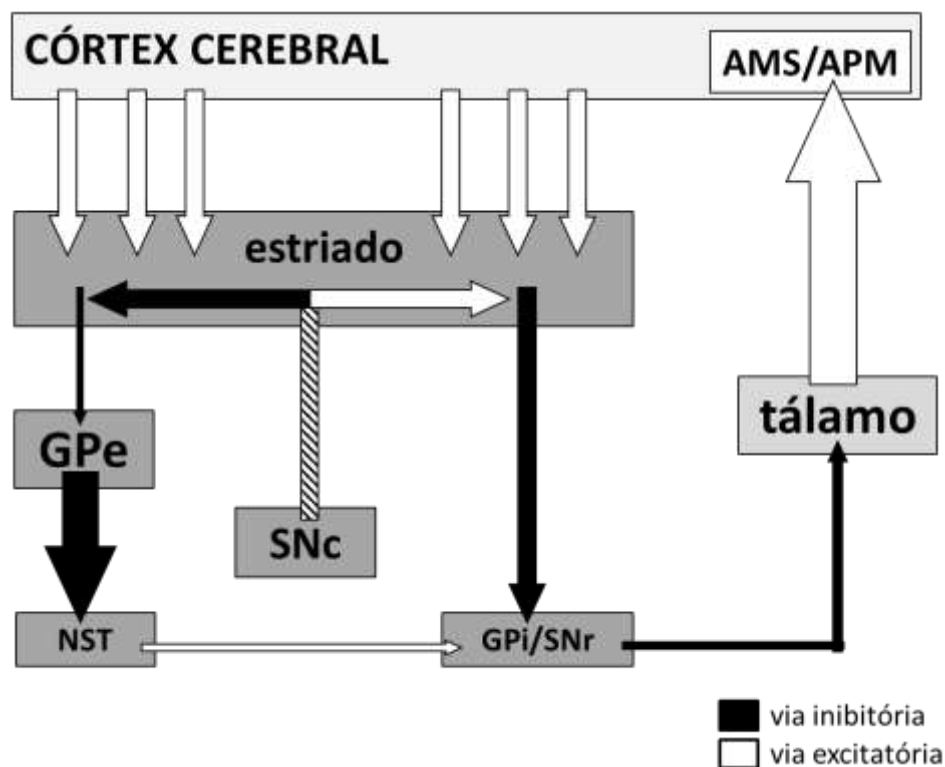 CÓRTEX CEREBRAL
AMS/APM
estriado
tálamo
GPe
SNc
NST
GPi/SNr
via inibitória
via excitatória